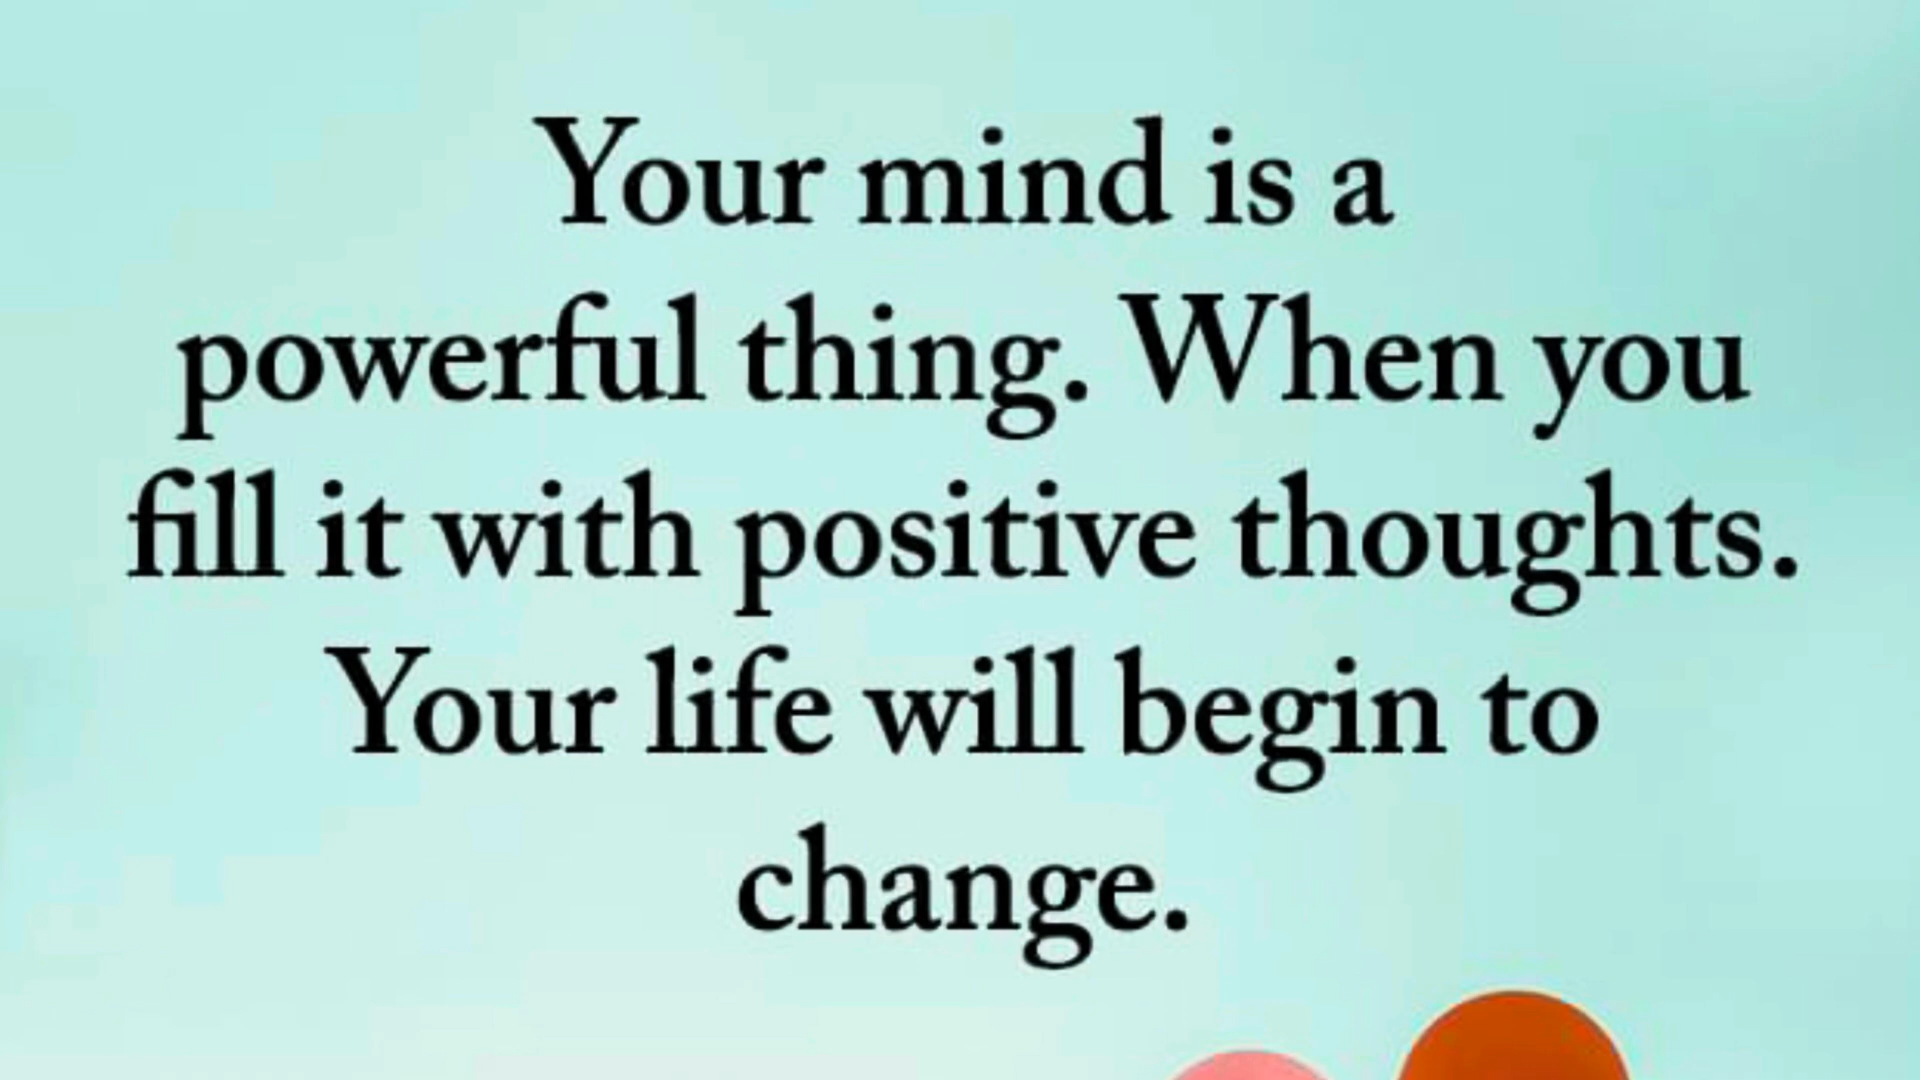 Your mind is a
powerful thing. When you
fill it with positive thoughts.
Your life will begin to
change.